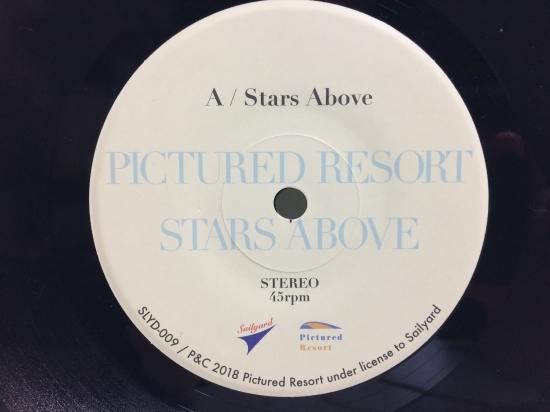 A / Stars Above
PICTURED RESORT
STARS ABOVE
STEREO
45rpm
Sailyard
Pictured
Resort
SLYD-009 / P&C 2018 Pictured Resort under license to Sailyard